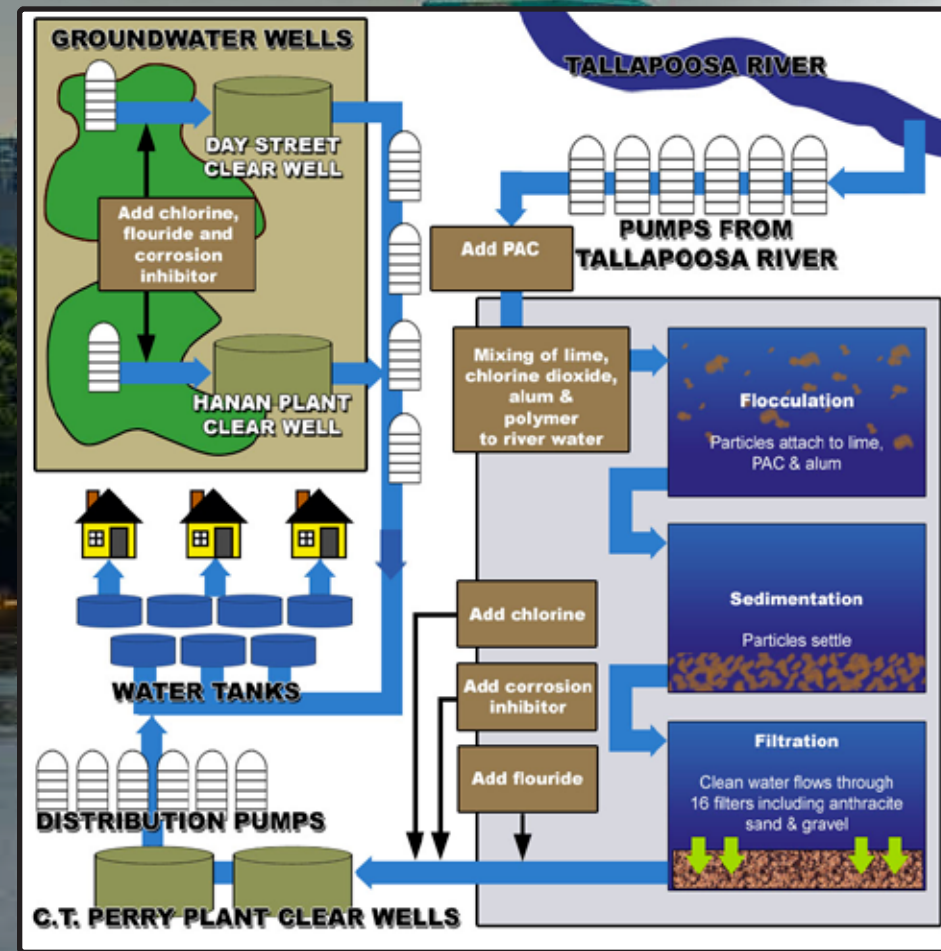 GROUNDWATER WELLS
DAY STREET
CLEAR WELL
Add chlorine,
flouride and
corrosion
inhibitor
HANAN PLANT
CLEAR WELL
TALLAPOOSA RIVER
PUMPS FROM
TALLAPOOSA RIVER
Add PAC
Mixing of lime,
chlorine dioxide,
alum &
polymer
to river water
Flocculation
Particles attach to lime,
PAC & alum
Sedimentation
Particles settle
Filtration
Clean water flows through
16 filters including anthracite
sand & gravel
Add chlorine
Add corrosion
inhibitor
Add flouride
WATER TANKS
DISTRIBUTION PUMPS
C.T. PERRY PLANT CLEAR WELLS